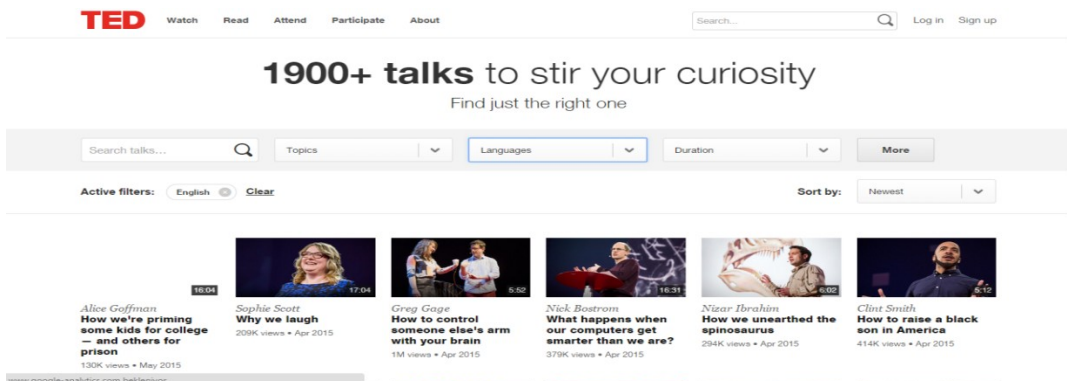 TED Watch Read Attend Participate About Search... Log in Sign up
1900+ talks to stir your curiosity
Find just the right one
Search talks... Topics Languages Duration More
Active filters: English Clear Sort by: Newest
16:04
Alice Goffman
How we're priming
some kids for college
— and others for
prison
130K views • May 2015
17:04
Sophie Scott
Why we laugh
209K views • Apr 2015
5:52
Greg Gage
How to control
someone else's arm
with your brain
1M views • Apr 2015
16:31
Nick Bostrom
What happens when
our computers get
smarter than we are?
379K views • Apr 2015
6:02
Nizar Ibrahim
How we unearthed the
spinosaurus
294K views • Apr 2015
5:12
Clint Smith
How to raise a black
son in America
414K views • Apr 2015
www.google-analytics.com bekleniyor